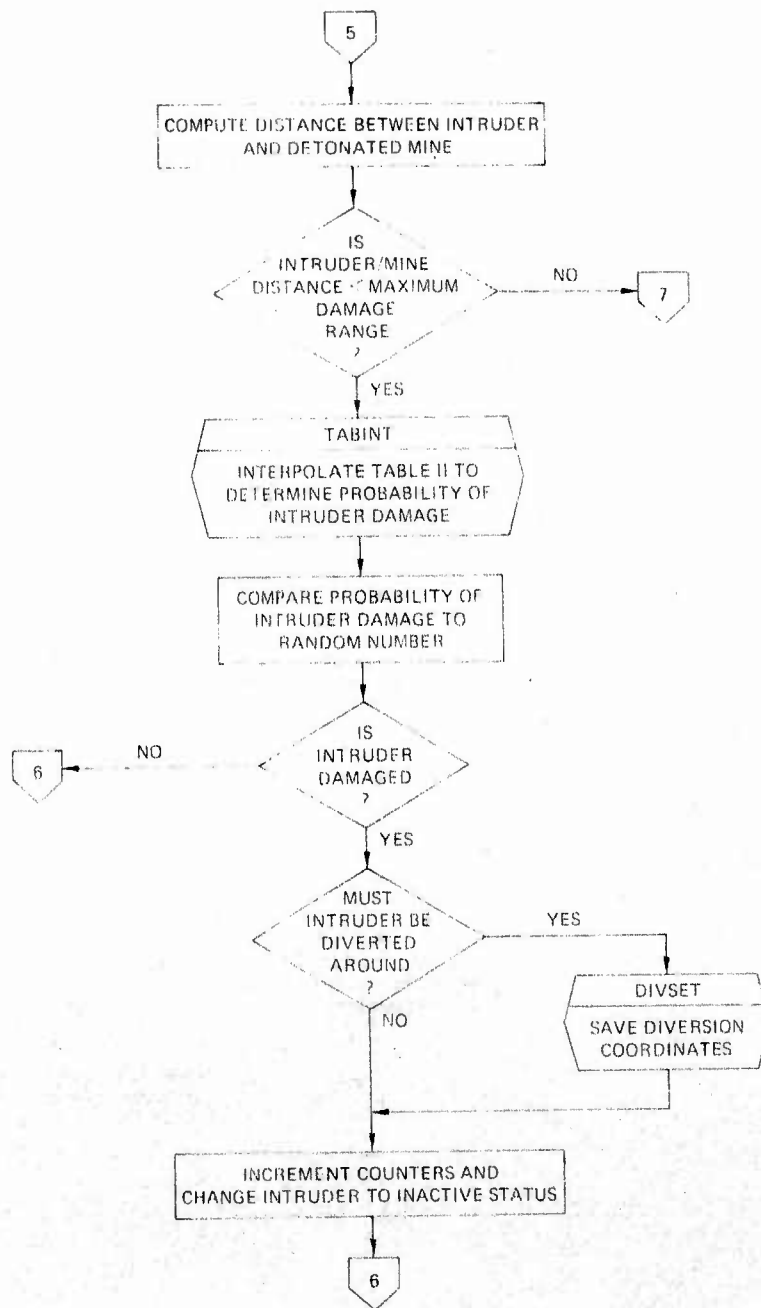 5
COMPUTE DISTANCE BETWEEN INTRUDER
AND DETONATED MINE
IS
INTRUDER/MINE
DISTANCE < MAXIMUM
DAMAGE
RANGE
?
NO
7
YES
TABINT
INTERPOLATE TABLE II TO
DETERMINE PROBABILITY OF
INTRUDER DAMAGE
COMPARE PROBABILITY OF
INTRUDER DAMAGE TO
RANDOM NUMBER
IS
INTRUDER
DAMAGED
?
NO
6
YES
MUST
INTRUDER BE
DIVERTED
AROUND
?
YES
NO
DIVSET
SAVE DIVERSION
COORDINATES
INCREMENT COUNTERS AND
CHANGE INTRUDER TO INACTIVE STATUS
6